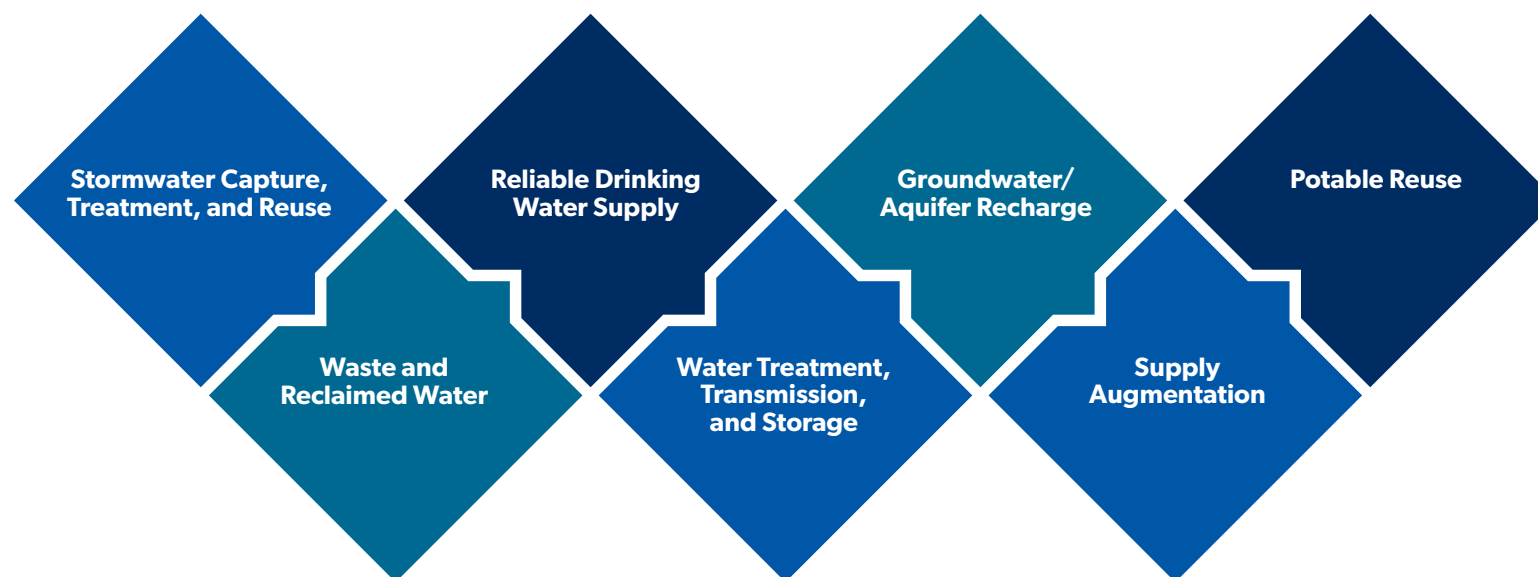 Stormwater Capture,
Treatment, and Reuse
Reliable Drinking
Water Supply
Groundwater/
Aquifer Recharge
Potable Reuse
Waste and
Reclaimed Water
Water Treatment,
Transmission,
and Storage
Supply
Augmentation